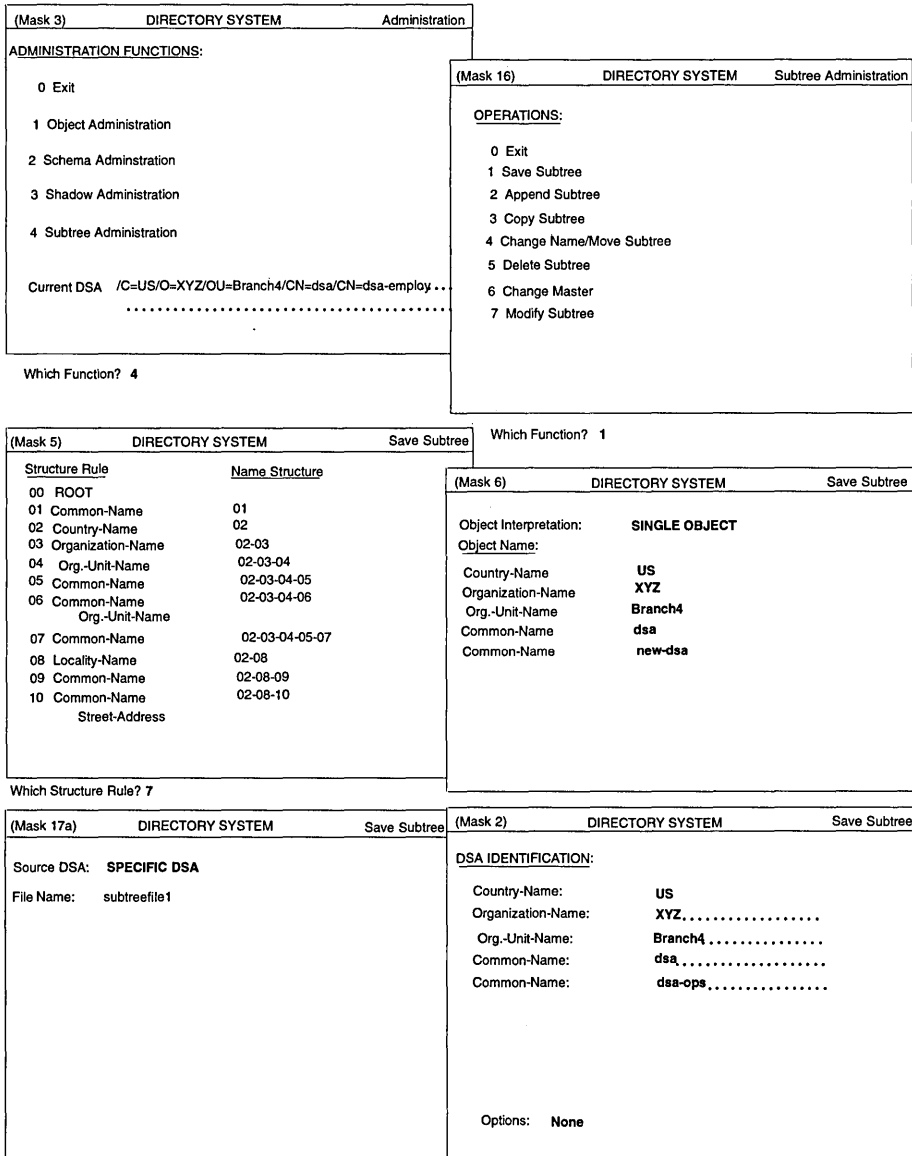 (Mask 3) DIRECTORY SYSTEM Administration
ADMINISTRATION FUNCTIONS:
0 Exit
1 Object Administration
2 Schema Adminstration
3 Shadow Administration
4 Subtree Administration
Current DSA /C=US/O=XYZ/OU=Branch4/CN=dsa/CN=dsa-employ...
........................................
Which Function? 4
(Mask 16) DIRECTORY SYSTEM Subtree Administration
OPERATIONS:
0 Exit
1 Save Subtree
2 Append Subtree
3 Copy Subtree
4 Change Name/Move Subtree
5 Delete Subtree
6 Change Master
7 Modify Subtree
Which Function? 1
(Mask 5) DIRECTORY SYSTEM Save Subtree
Structure Rule Name Structure
00 ROOT
01 Common-Name 01
02 Country-Name 02
03 Organization-Name 02-03
04 Org.-Unit-Name 02-03-04
05 Common-Name 02-03-04-05
06 Common-Name 02-03-04-06
Org.-Unit-Name
07 Common-Name 02-03-04-05-07
08 Locality-Name 02-08
09 Common-Name 02-08-09
10 Common-Name 02-08-10
Street-Address
Which Structure Rule? 7
(Mask 6) DIRECTORY SYSTEM Save Subtree
Object Interpretation: SINGLE OBJECT
Object Name:
Country-Name US
Organization-Name XYZ
Org.-Unit-Name Branch4
Common-Name dsa
Common-Name new-dsa
(Mask 17a) DIRECTORY SYSTEM Save Subtree
Source DSA: SPECIFIC DSA
File Name: subtreefile1
(Mask 2) DIRECTORY SYSTEM Save Subtree
DSA IDENTIFICATION:
Country-Name: US
Organization-Name: XYZ.................
Org.-Unit-Name: Branch4...............
Common-Name: dsa...................
Common-Name: dsa-ops................
Options: None